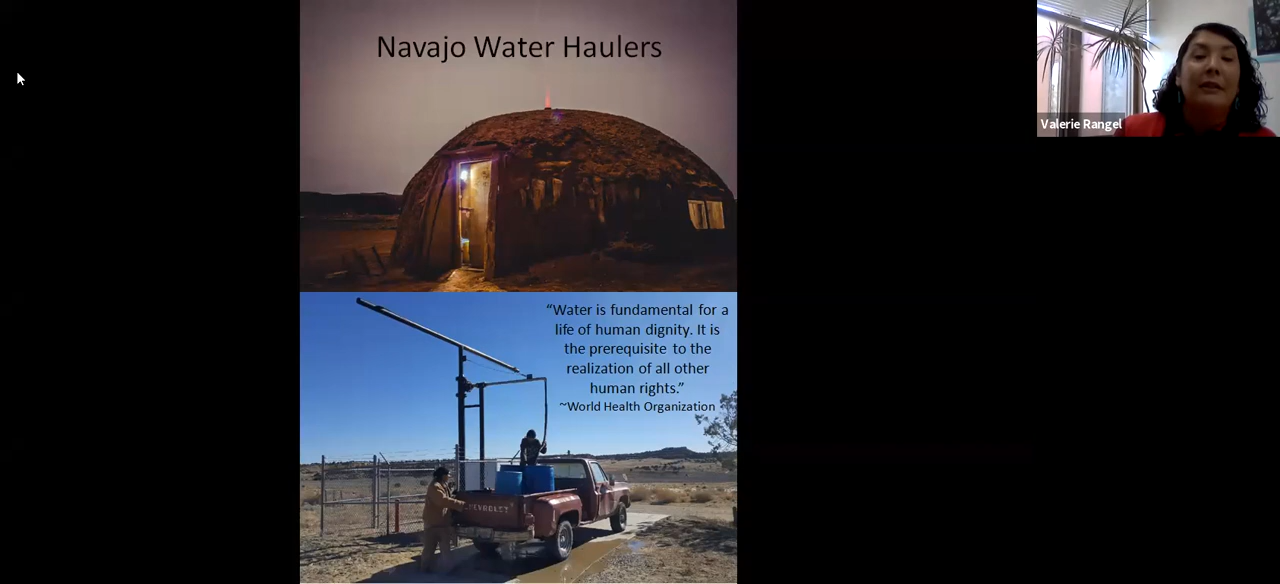 Navajo Water Haulers
Valerie Rangel
“Water is fundamental for a
life of human dignity. It is
the prerequisite to the
realization of all other
human rights.”
~World Health Organization
CHEVROLET